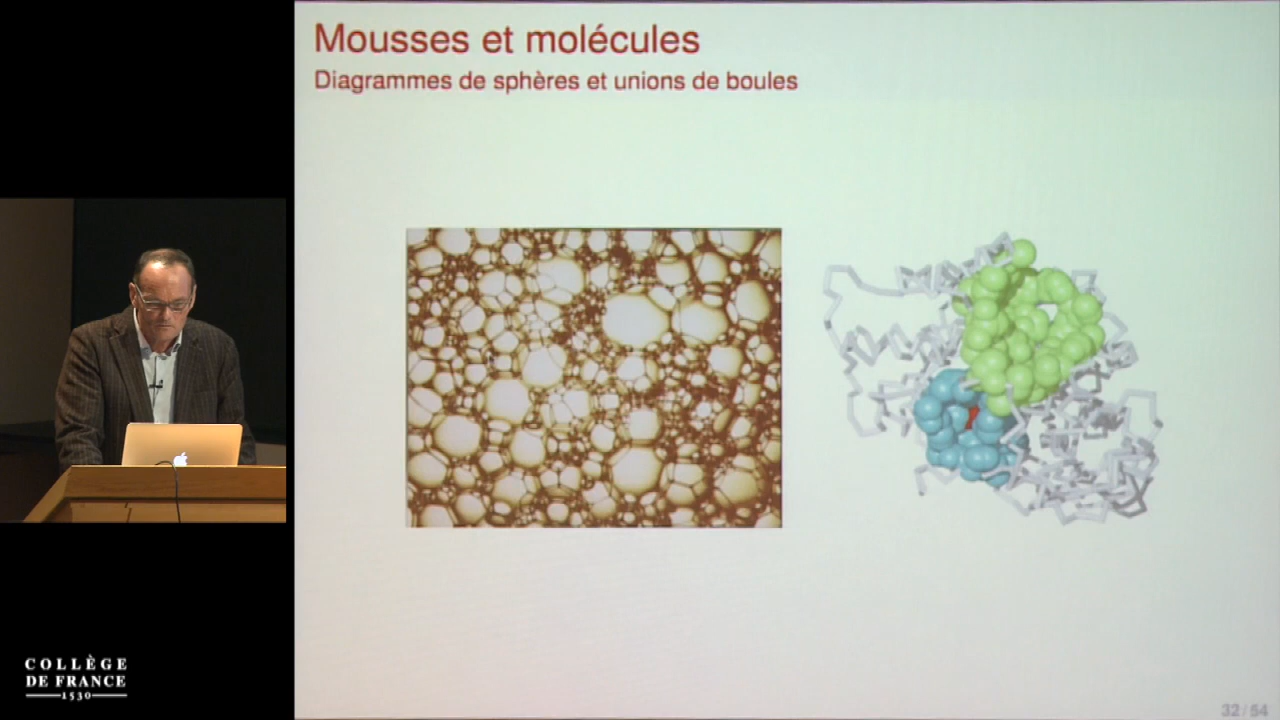 Mousses et molécules
Diagrammes de sphères et unions de boules
COLLÈGE
DE FRANCE
1530
32/54